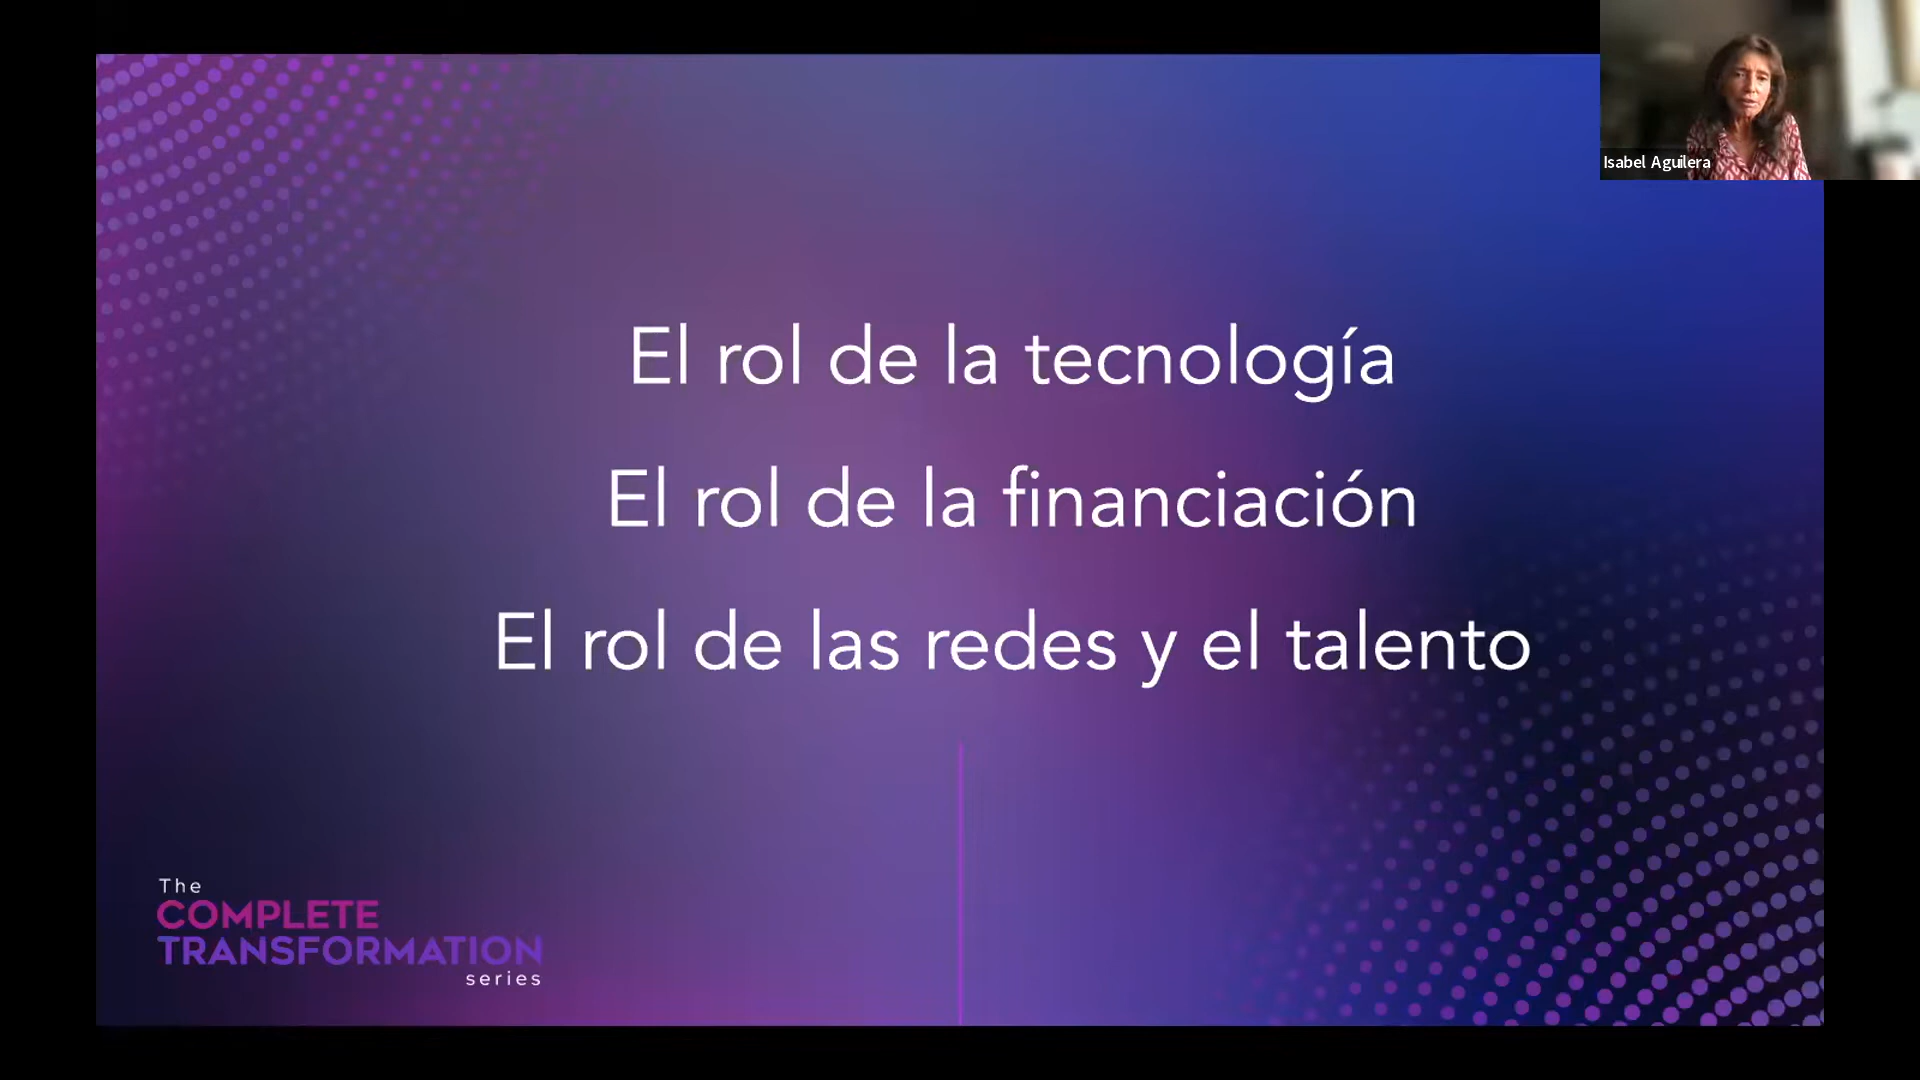 Isabel Aguilera
El rol de la tecnología
El rol de la financiación
El rol de las redes y el talento
The
COMPLETE
TRANSFORMATION
series